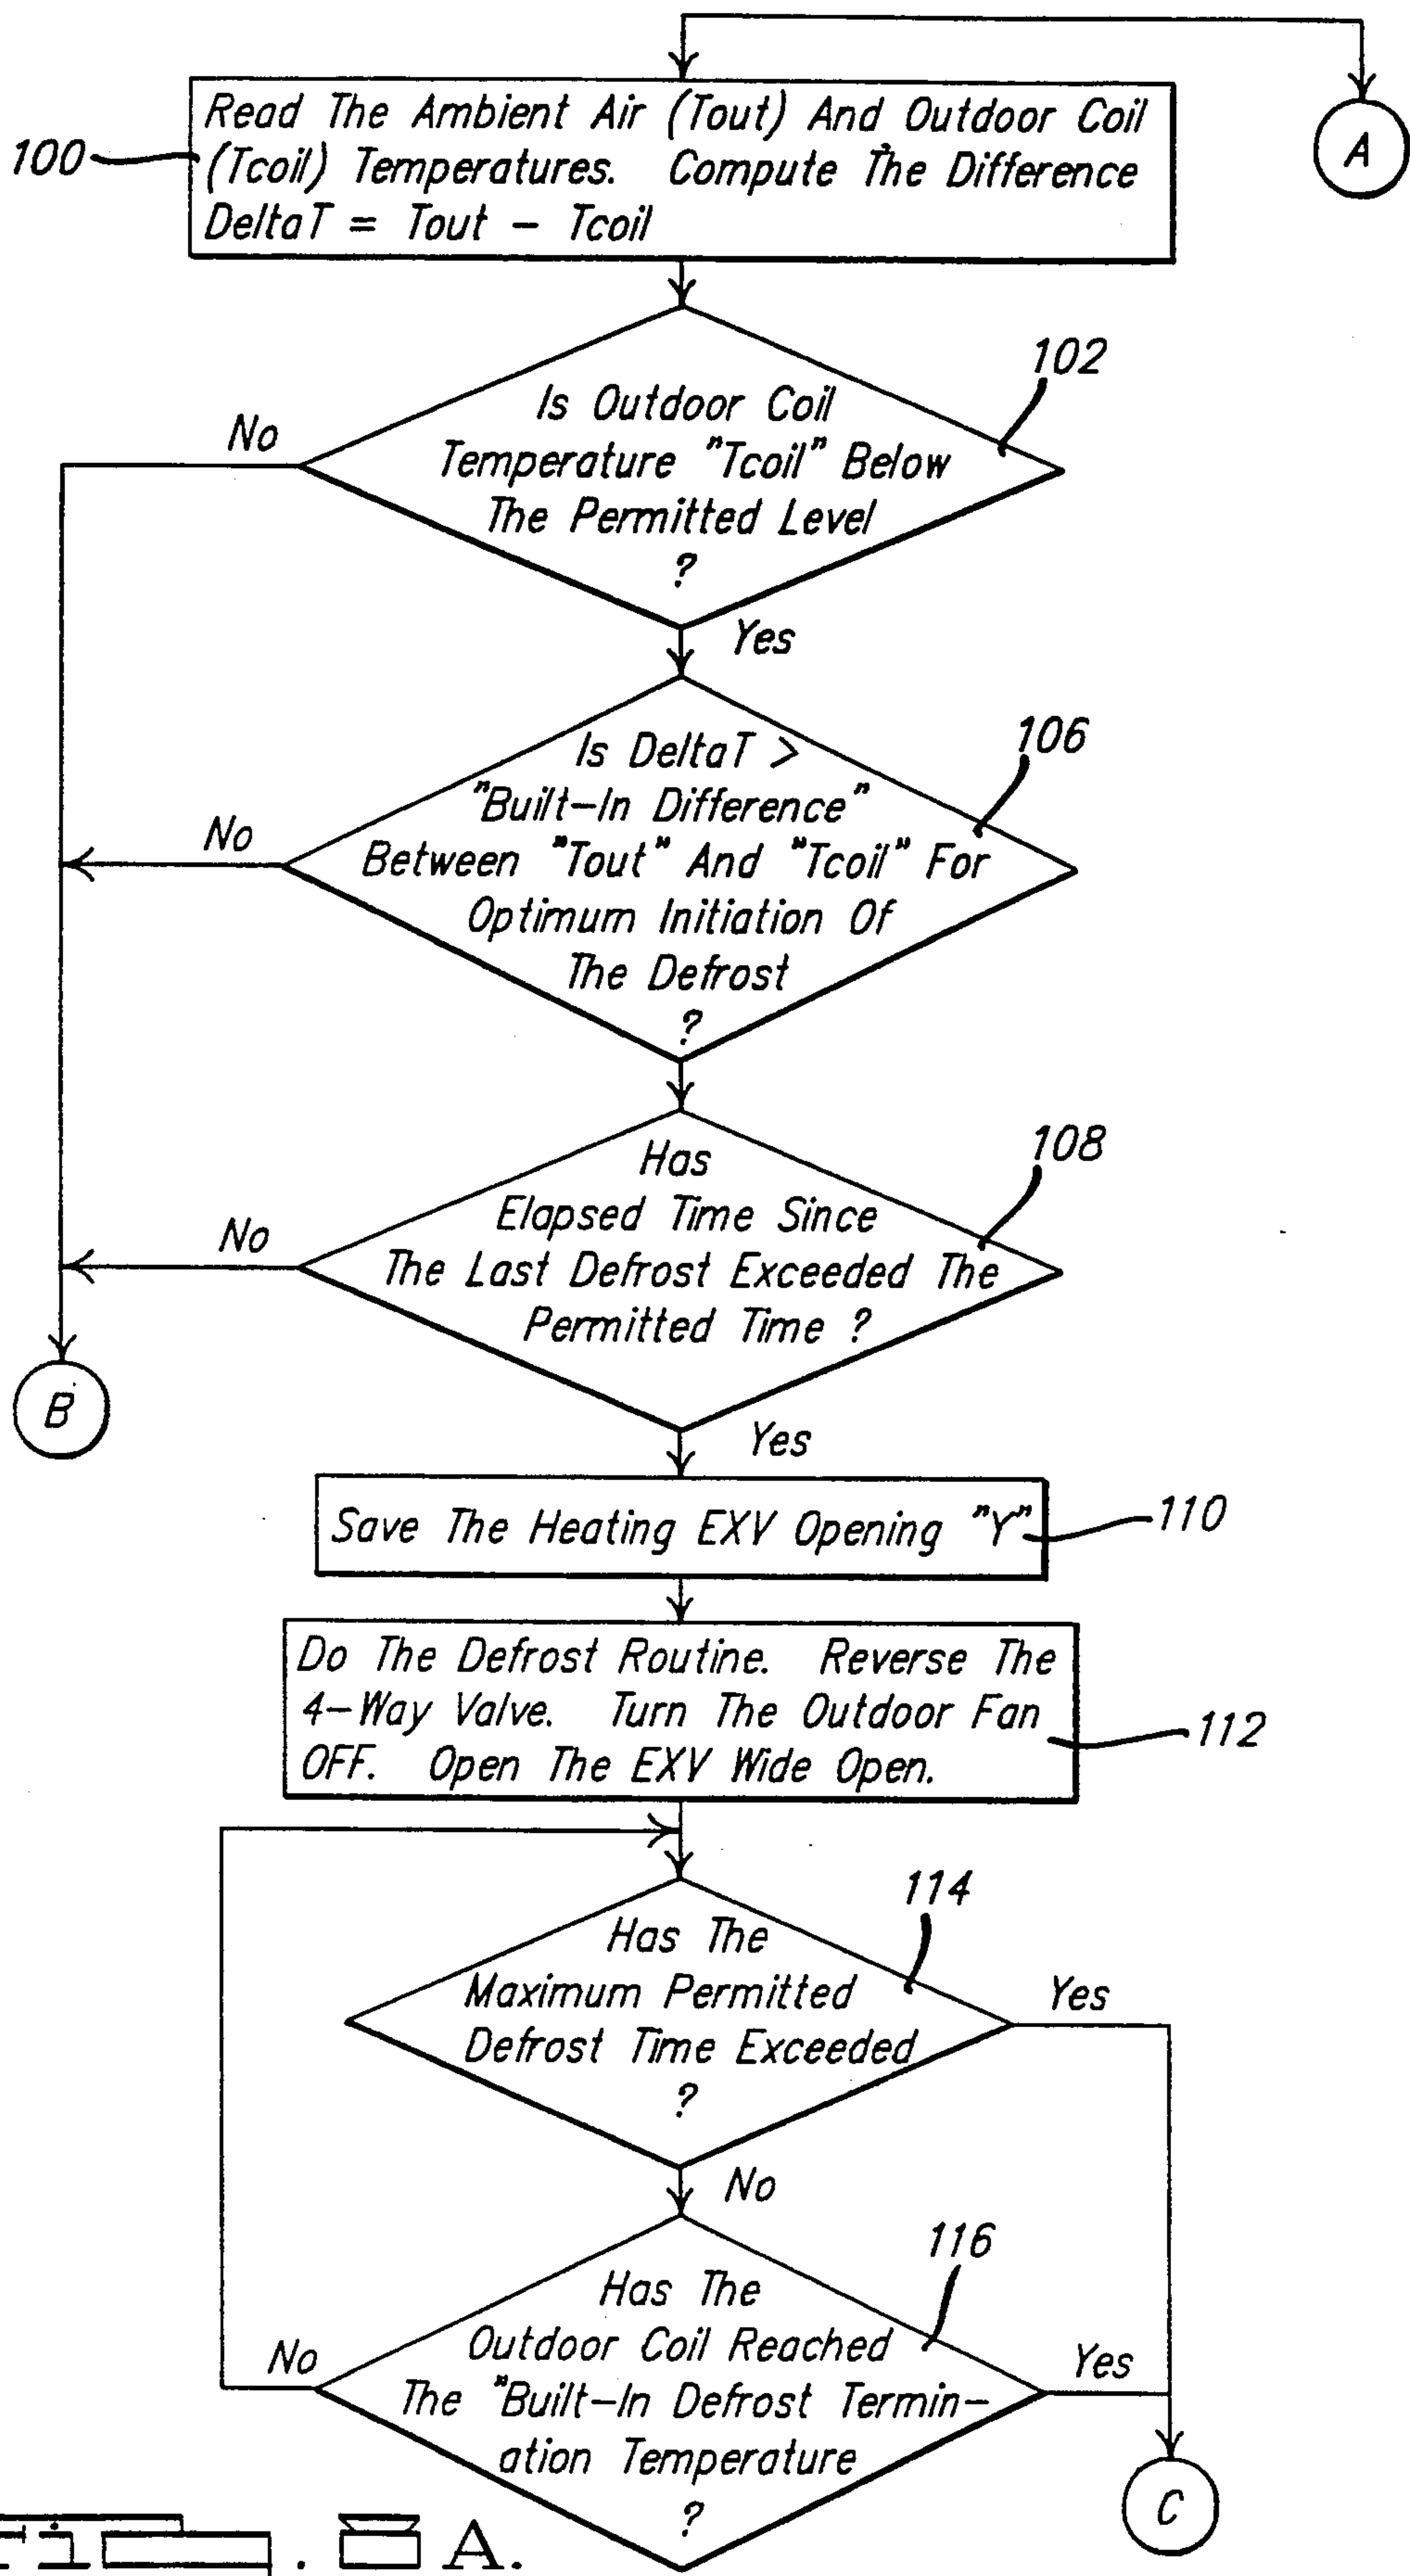 A
Read The Ambient Air (Tout) And Outdoor Coil
100
(Tcoil) Temperatures. Compute The Difference
DeltaT = Tout - Tcoil
102
Is Outdoor Coil
No
Temperature "Tcoil" Below
The Permitted Level
?
Yes
106
Is DeltaT >
"Built-In Difference"
No
Between "Tout" And "Tcoil" For
Optimum Initiation Of
The Defrost
?
108
Has
Elapsed Time Since
No
The Last Defrost Exceeded The
Permitted Time ?
B
Yes
Save The Heating EXV Opening "Y"
110
Do The Defrost Routine. Reverse The
4-Way Valve. Turn The Outdoor Fan
112
OFF. Open The EXV Wide Open.
114
Has The
Maximum Permitted
Yes
Defrost Time Exceeded
?
No
116
Has The
Outdoor Coil Reached
No
Yes
The "Built-In Defrost Termin-
ation Temperature
?
C
A.